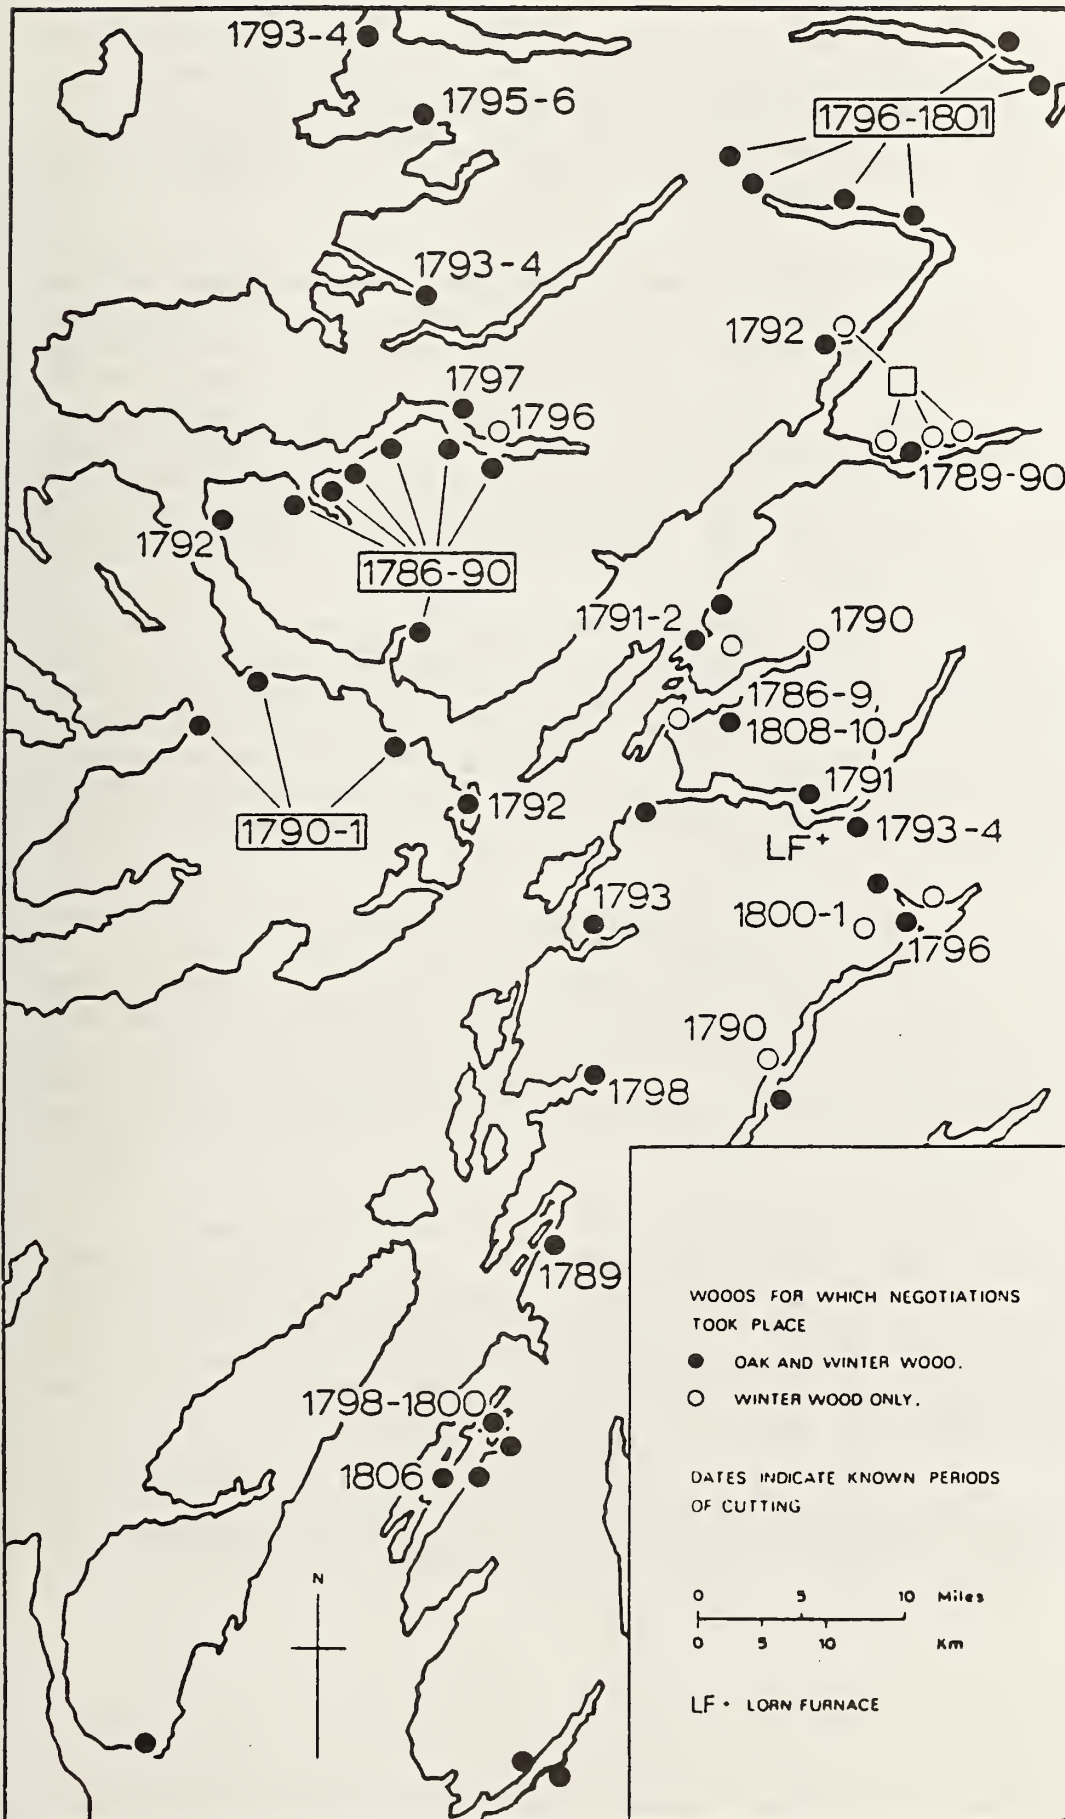 1793-4
1795-6
1796-1801
1793-4
1792
1797
1796
1789-90
1792
1786-90
1791-2
1790
1786-9,
1808-10
1791
1792
1790-1
1793-4
LF +
1793
1800-1
1796
1790
1798
1789
WOODS FOR WHICH NEGOTIATIONS
TOOK PLACE
OAK AND WINTER WOOD.
WINTER WOOD ONLY.
1798-1800
1806
DATES INDICATE KNOWN PERIODS
OF CUTTING
N
0 5 10 Miles
0 5 10 Km
LF + LORN FURNACE